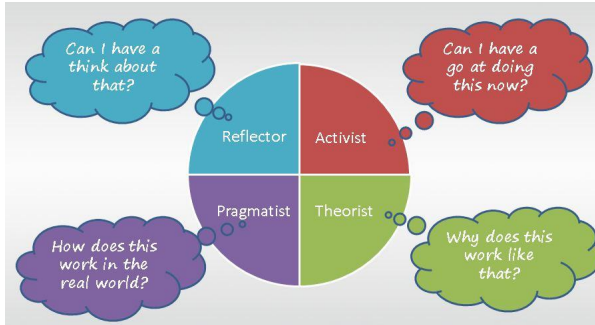 Can I have a
think about
that?
Can I have a
go at doing
this now?
Reflector
Activist
Pragmatist
Theorist
How does this
work in the
real world?
Why does this
work like
that?